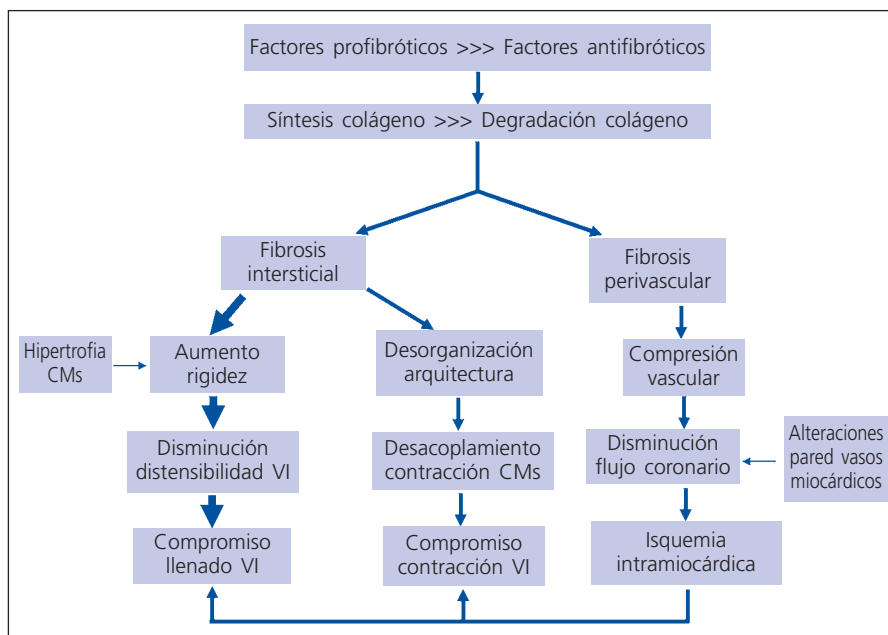 Factores profibróticos >>> Factores antifibróticos
Síntesis colágeno >>> Degradación colágeno
Fibrosis
intersticial
Fibrosis
perivascular
Hipertrofia
CMs
Aumento
rigidez
Desorganización
arquitectura
Compresión
vascular
Disminución
distensibilidad VI
Desacoplamiento
contracción CMs
Disminución
flujo coronario
Alteraciones
pared vasos
miocárdicos
Compromiso
llenado VI
Compromiso
contracción VI
Isquemia
intramiocárdica